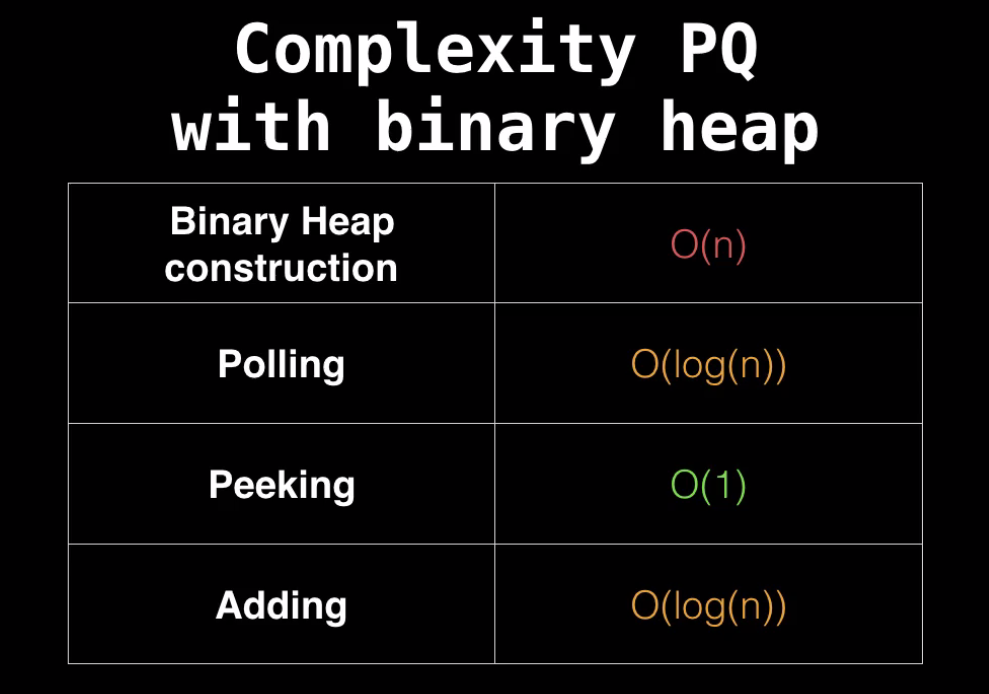 Complexity PQ
with binary heap
Binary Heap
construction
O(n)
Polling
O(log(n))
Peeking
O(1)
Adding
O(log(n))